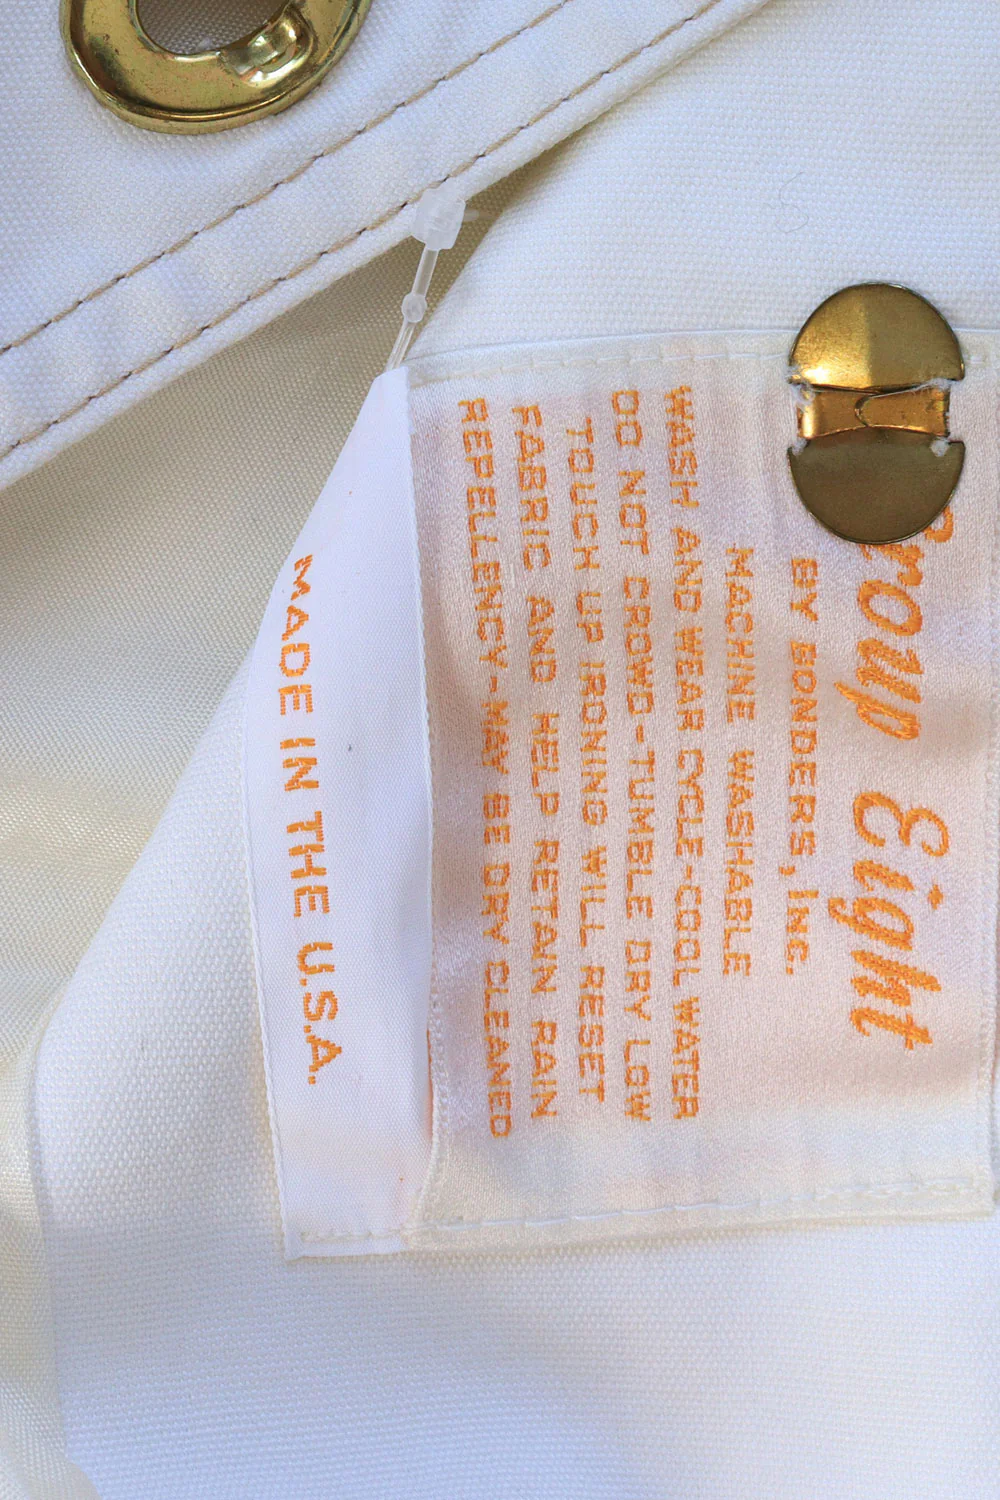 Group Eight
BY BONDERS, INC.
MACHINE WASHABLE
WASH AND WEAR CYCLE-COOL WATER
DO NOT CROWD-TUMBLE DRY LOW
TOUCH UP IRONING WILL RESET
FABRIC AND HELP RETAIN RAIN
REPELLENCY-MAY BE DRY CLEANED
MADE IN THE U.S.A.